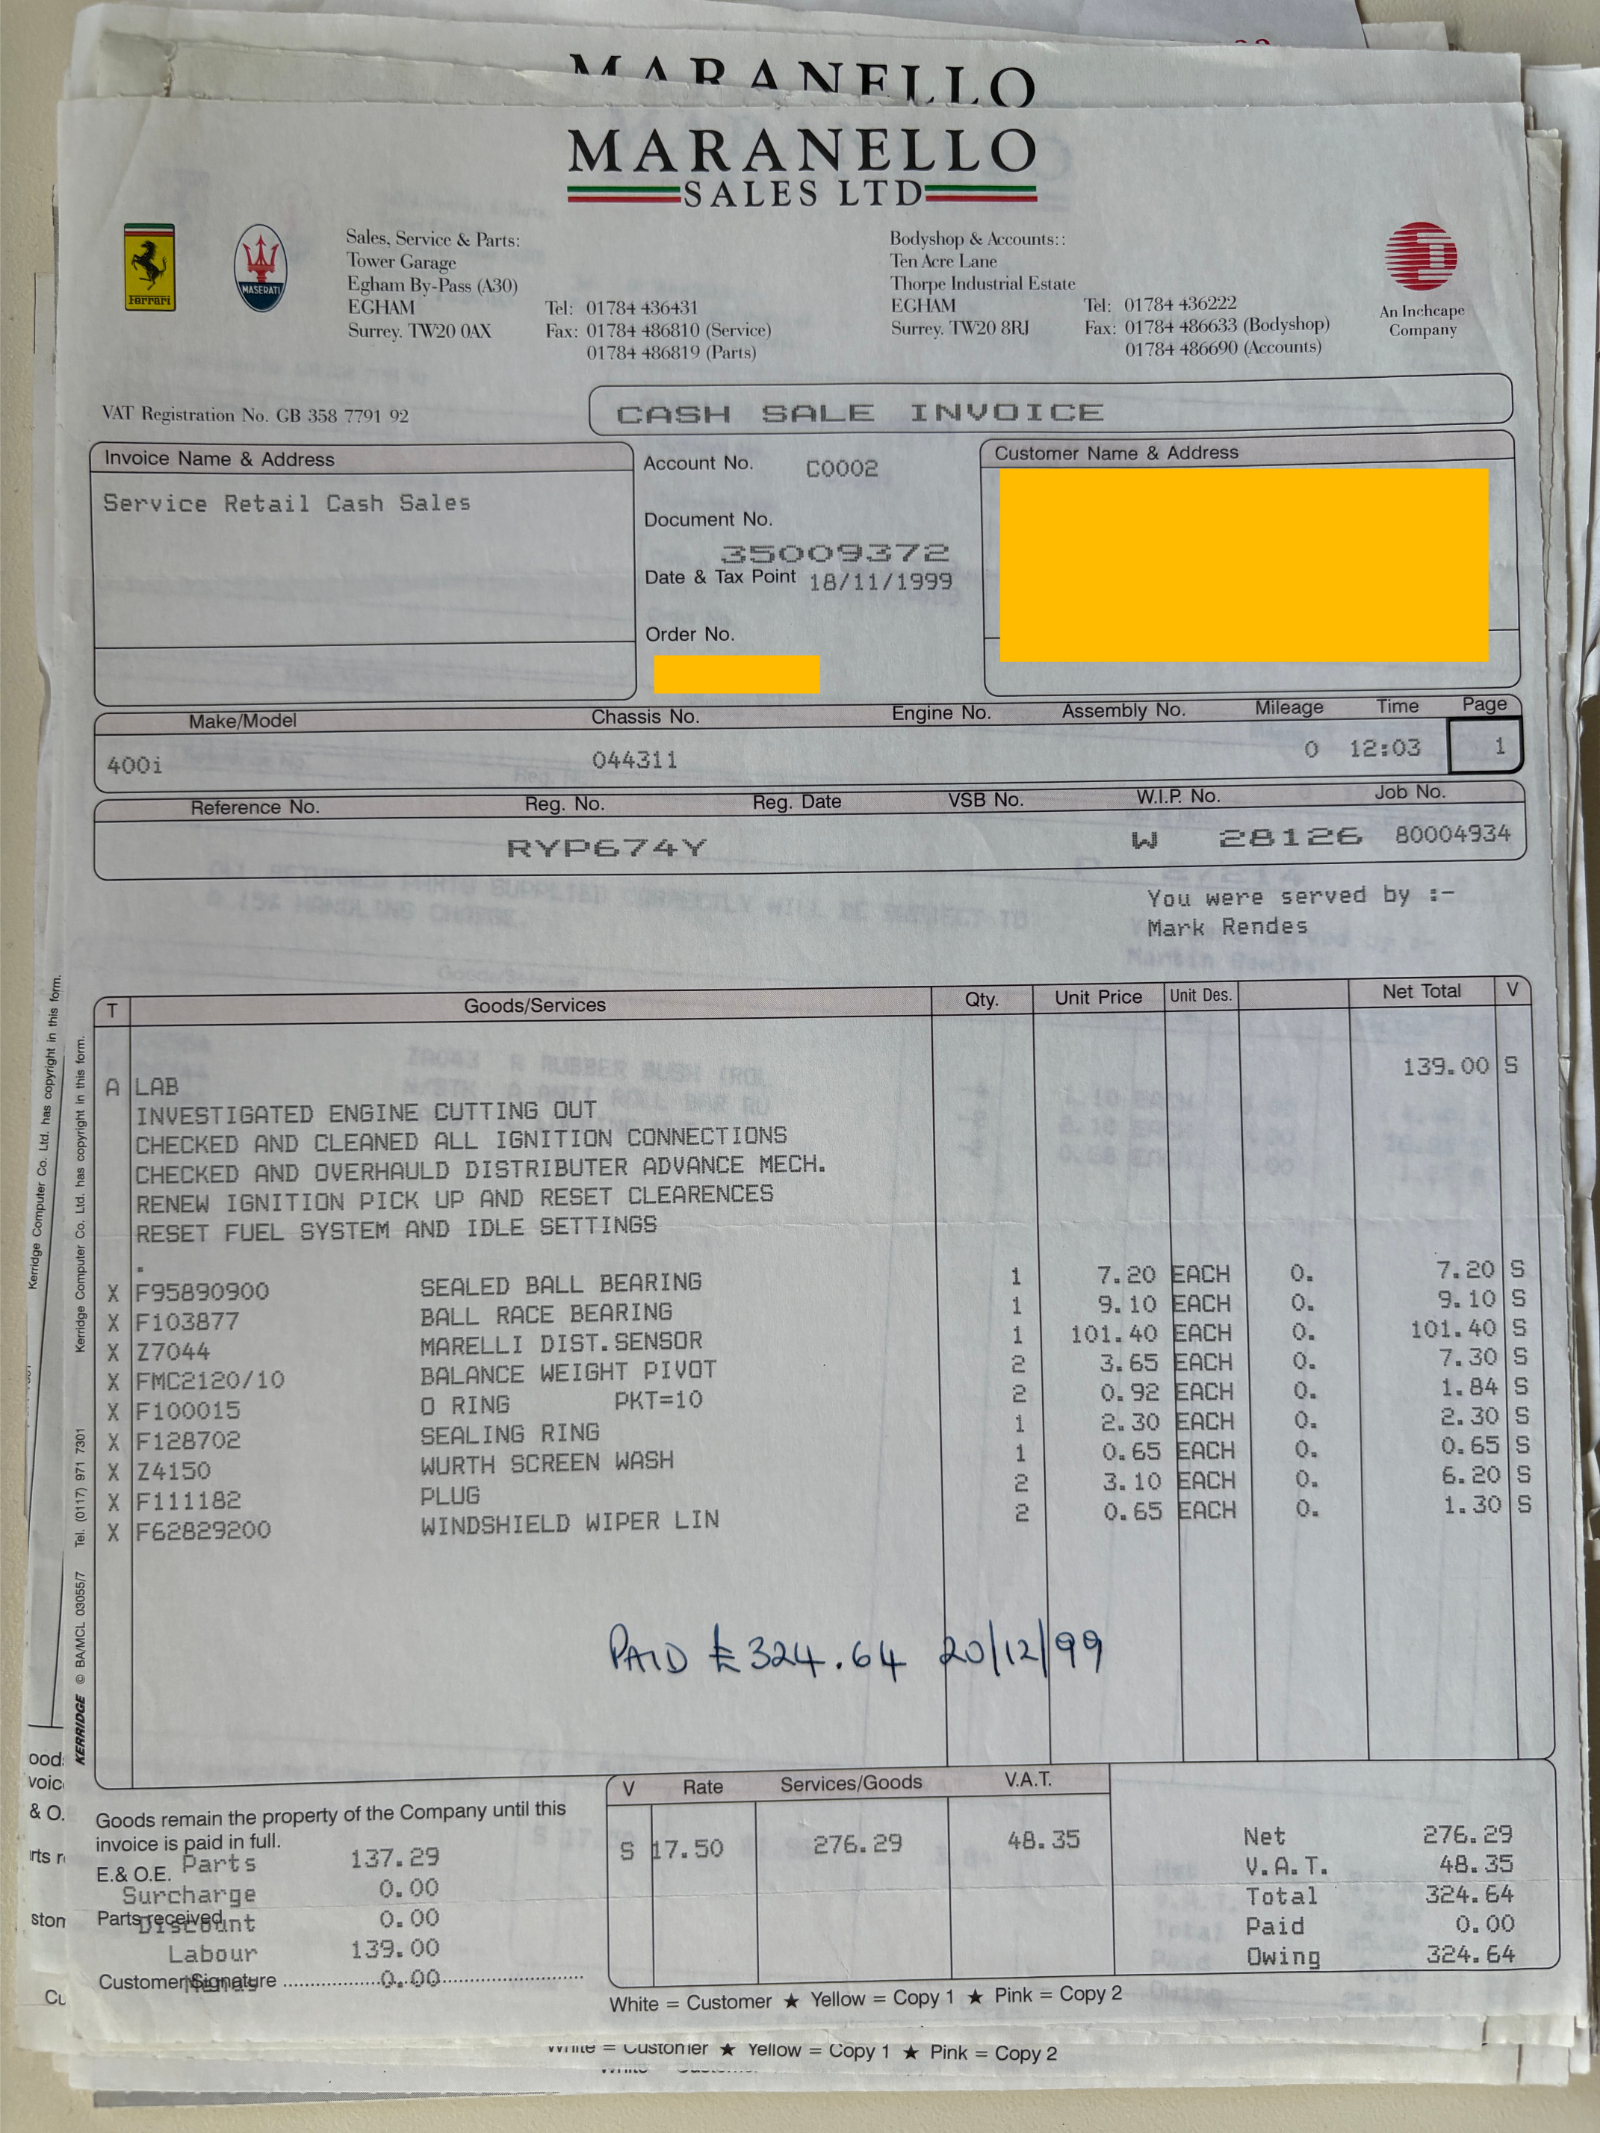 MARANELLO
MARANELLO
SALES LTD
Ferrari
MASERATI
Sales, Service & Parts:
Tower Garage
Egham By-Pass (A30)
EGHAM
Surrey. TW20 0AX
Tel: 01784 436431
Fax: 01784 486810 (Service)
01784 486819 (Parts)
Bodyshop & Accounts::
Ten Acre Lane
Thorpe Industrial Estate
EGHAM
Surrey. TW20 8RJ
Tel: 01784 436222
Fax: 01784 486633 (Bodyshop)
01784 486690 (Accounts)
An Inchcape
Company
VAT Registration No. GB 358 7791 92
CASH SALE INVOICE
Invoice Name & Address
Service Retail Cash Sales
Account No. C0002
Document No.
35009372
Date & Tax Point 18/11/1999
Order No.
Customer Name & Address
Make/Model Chassis No. Engine No. Assembly No. Mileage Time Page
400i 044311 0 12:03 1
Reference No. Reg. No. Reg. Date VSB No. W.I.P. No. Job No.
RYP674Y W 28126 80004934
You were served by :-
Mark Rendes
T Goods/Services Qty. Unit Price Unit Des. Net Total V
139.00 S
A LAB
INVESTIGATED ENGINE CUTTING OUT
CHECKED AND CLEANED ALL IGNITION CONNECTIONS
CHECKED AND OVERHAULD DISTRIBUTER ADVANCE MECH.
RENEW IGNITION PICK UP AND RESET CLEARENCES
RESET FUEL SYSTEM AND IDLE SETTINGS
.
X F95890900 SEALED BALL BEARING 1 7.20 EACH 0. 7.20 S
X F103877 BALL RACE BEARING 1 9.10 EACH 0. 9.10 S
X Z7044 MARELLI DIST.SENSOR 1 101.40 EACH 0. 101.40 S
X FMC2120/10 BALANCE WEIGHT PIVOT 2 3.65 EACH 0. 7.30 S
X F100015 O RING PKT=10 2 0.92 EACH 0. 1.84 S
X F128702 SEALING RING 1 2.30 EACH 0. 2.30 S
X Z4150 WURTH SCREEN WASH 1 0.65 EACH 0. 0.65 S
X F111182 PLUG 2 3.10 EACH 0. 6.20 S
X F62829200 WINDSHIELD WIPER LIN 2 0.65 EACH 0. 1.30 S
PAID £324.64 20/12/99
KERRIDGE © BA/MCL 03055/7 Tel. (0117) 971 7301 Kerridge Computer Co. Ltd. has copyright in this form.
Kerridge Computer Co. Ltd. has copyright in this form.
Goods remain the property of the Company until this
invoice is paid in full.
E.& O.E.
Parts 137.29
Surcharge 0.00
Parts received
Discount 0.00
Labour 139.00
Customer Signature
0.00
V Rate Services/Goods V.A.T.
S 17.50 276.29 48.35
Net 276.29
V.A.T. 48.35
Total 324.64
Paid 0.00
Owing 324.64
White = Customer ★ Yellow = Copy 1 ★ Pink = Copy 2
White = Customer ★ Yellow = Copy 1 ★ Pink = Copy 2